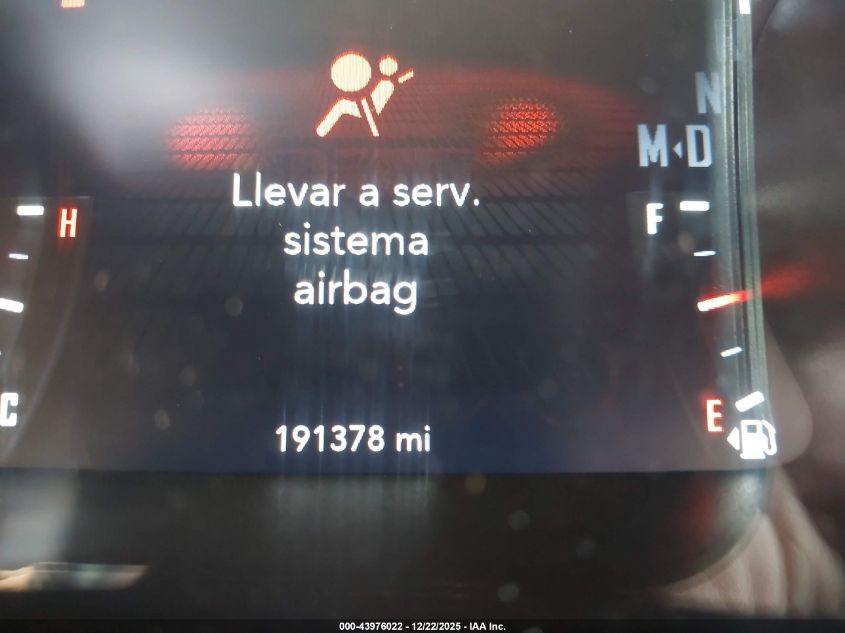 N
M◂D
Llevar a serv.
H
F
sistema
airbag
C
E
191378 mi
000-43976022 - 12/22/2025 - IAA Inc.